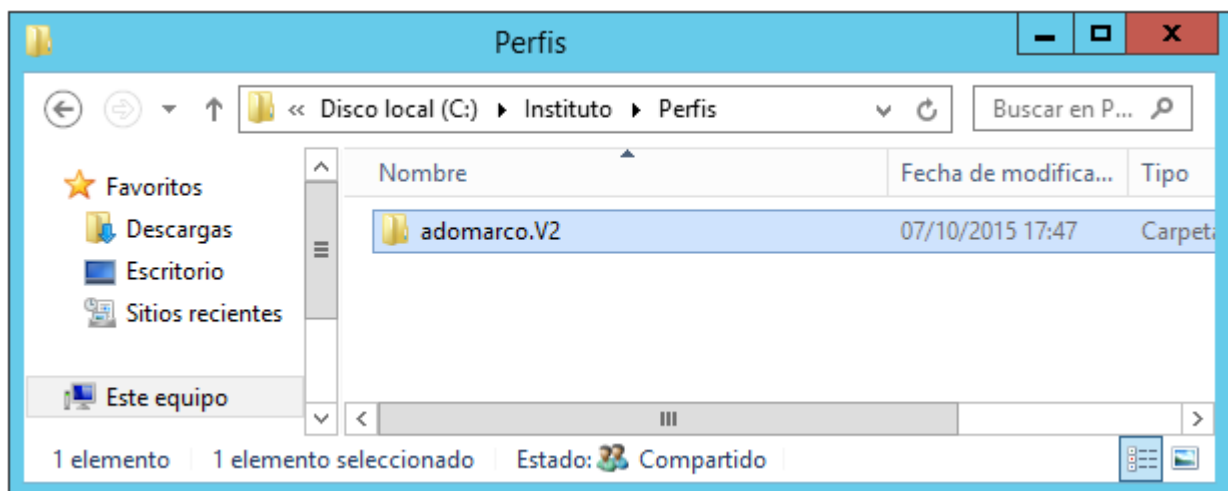 Perfis
« Disco local (C:) Instituto Perfis Buscar en P...
Favoritos Nombre Fecha de modifica... Tipo
Descargas adomarco.V2 07/10/2015 17:47 Carpeta
Escritorio
Sitios recientes
Este equipo
1 elemento 1 elemento seleccionado Estado: Compartido